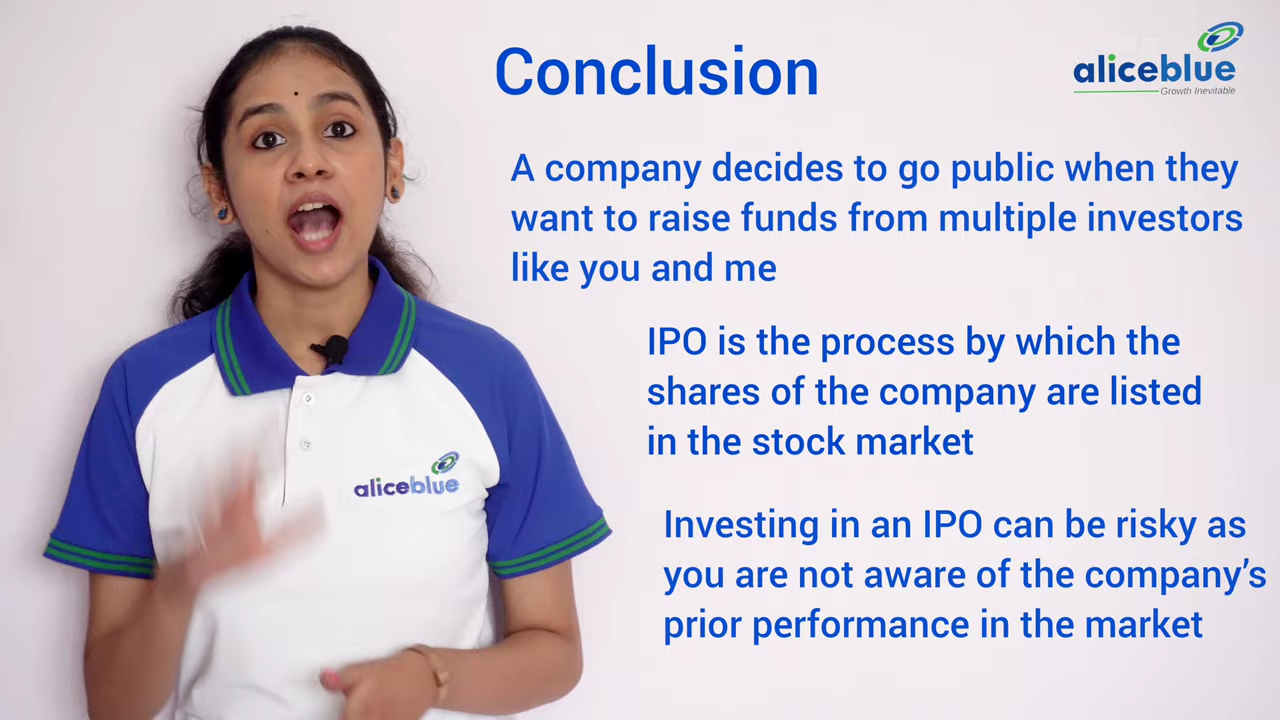 Conclusion
aliceblue
Growth Inevitable
A company decides to go public when they
want to raise funds from multiple investors
like you and me
IPO is the process by which the
shares of the company are listed
in the stock market
Investing in an IPO can be risky as
you are not aware of the company's
prior performance in the market
aliceblue